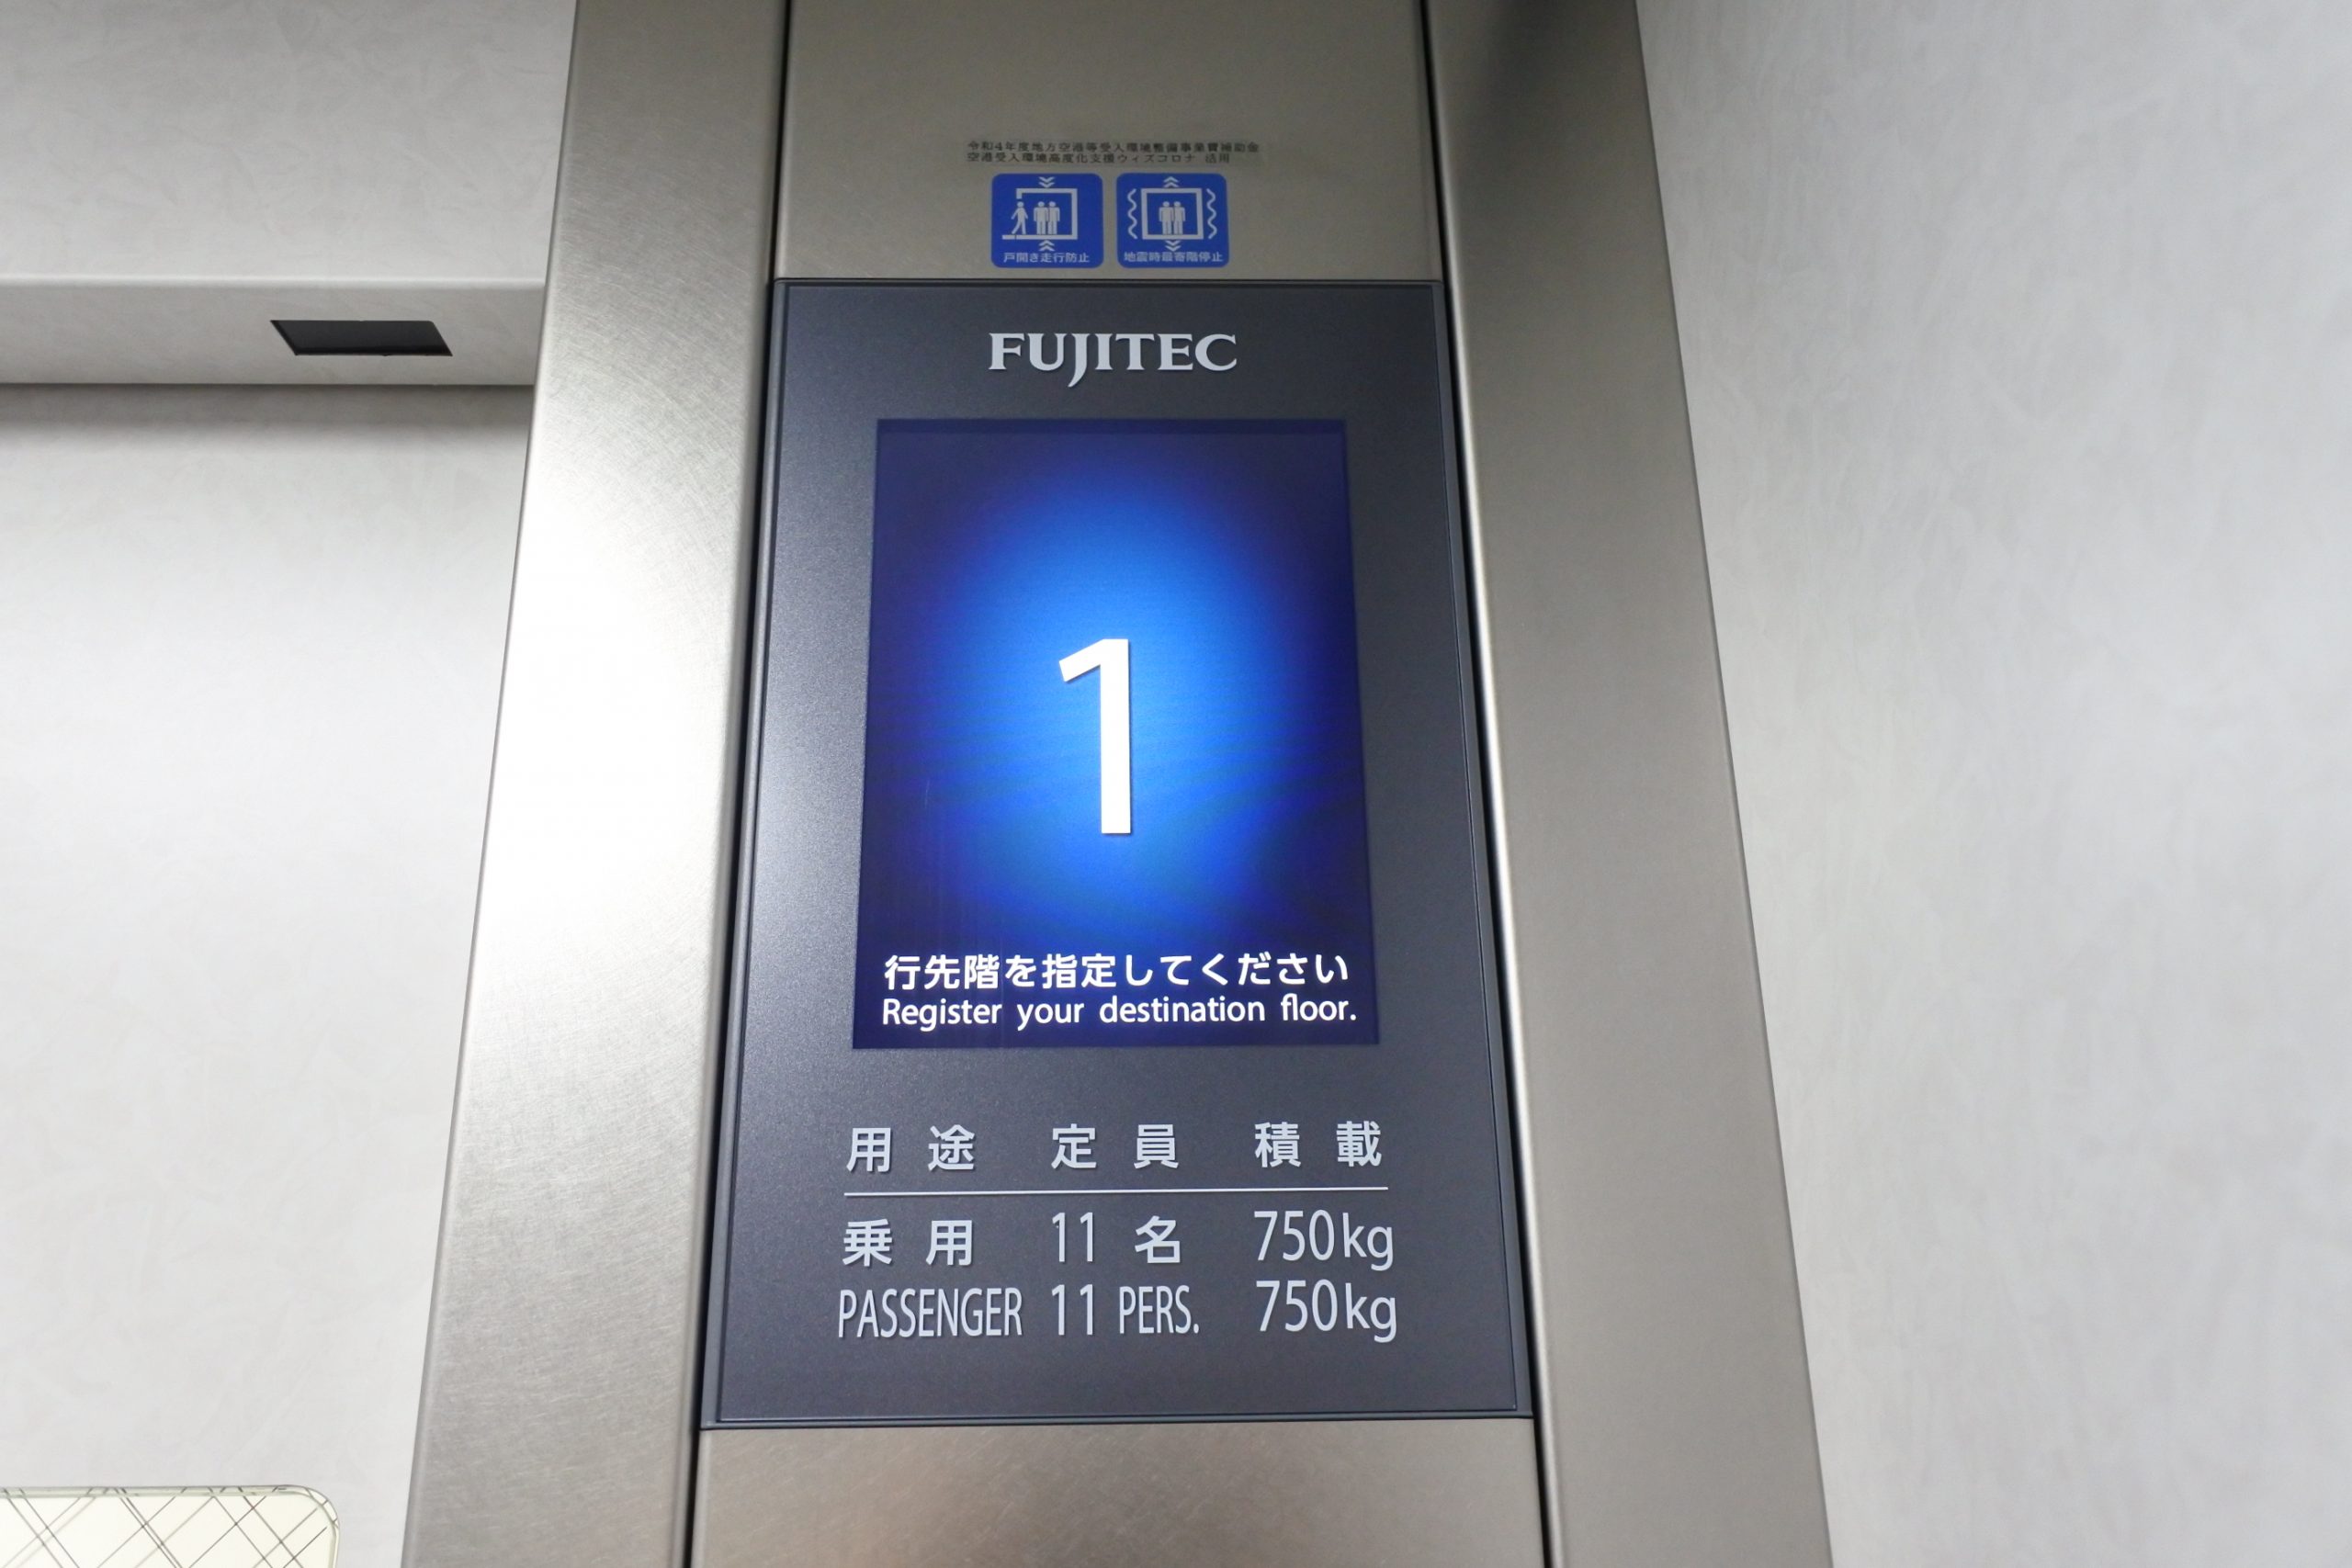 令和4年度地方空港等受入環境整備事業費補助金
空港受入環境高度化支援ウィズコロナ 活用
戸開き走行防止 地震時最寄階停止
FUJITEC
1
行先階を指定してください
Register your destination floor.
用途 定員 積載
乗用 11名 750kg
PASSENGER 11 PERS. 750kg